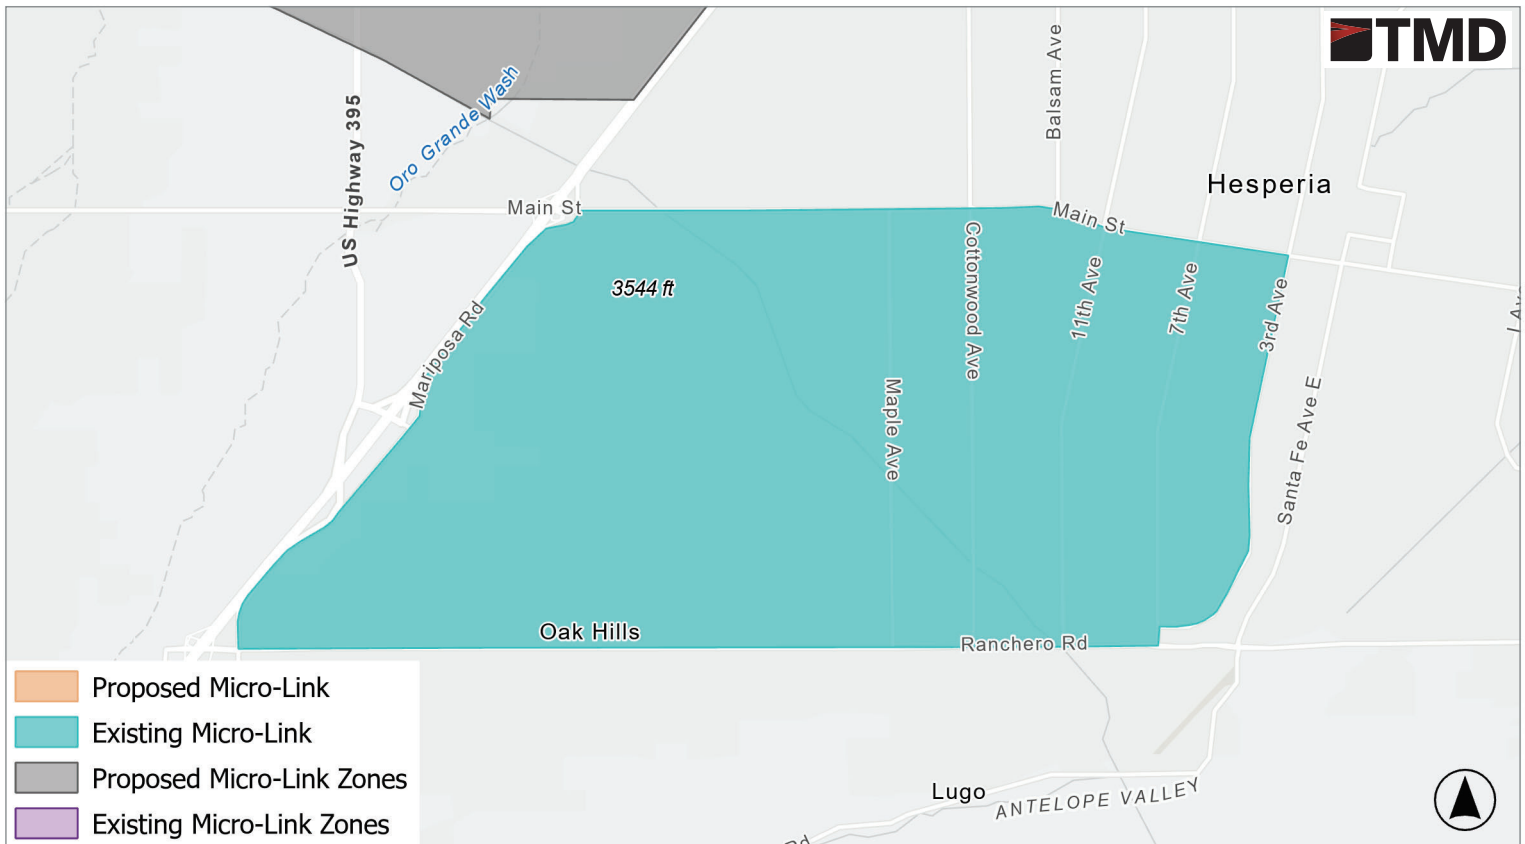 TMD
Balsam Ave
US Highway 395
Oro Grande Wash
Hesperia
Main St
Main St
Cottonwood Ave
11th Ave
7th Ave
3rd Ave
3544 ft
Mariposa Rd
Maple Ave
Santa Fe Ave E
Oak Hills
Ranchero Rd
Proposed Micro-Link
Existing Micro-Link
Proposed Micro-Link Zones
Existing Micro-Link Zones
Lugo
ANTELOPE VALLEY
Rd